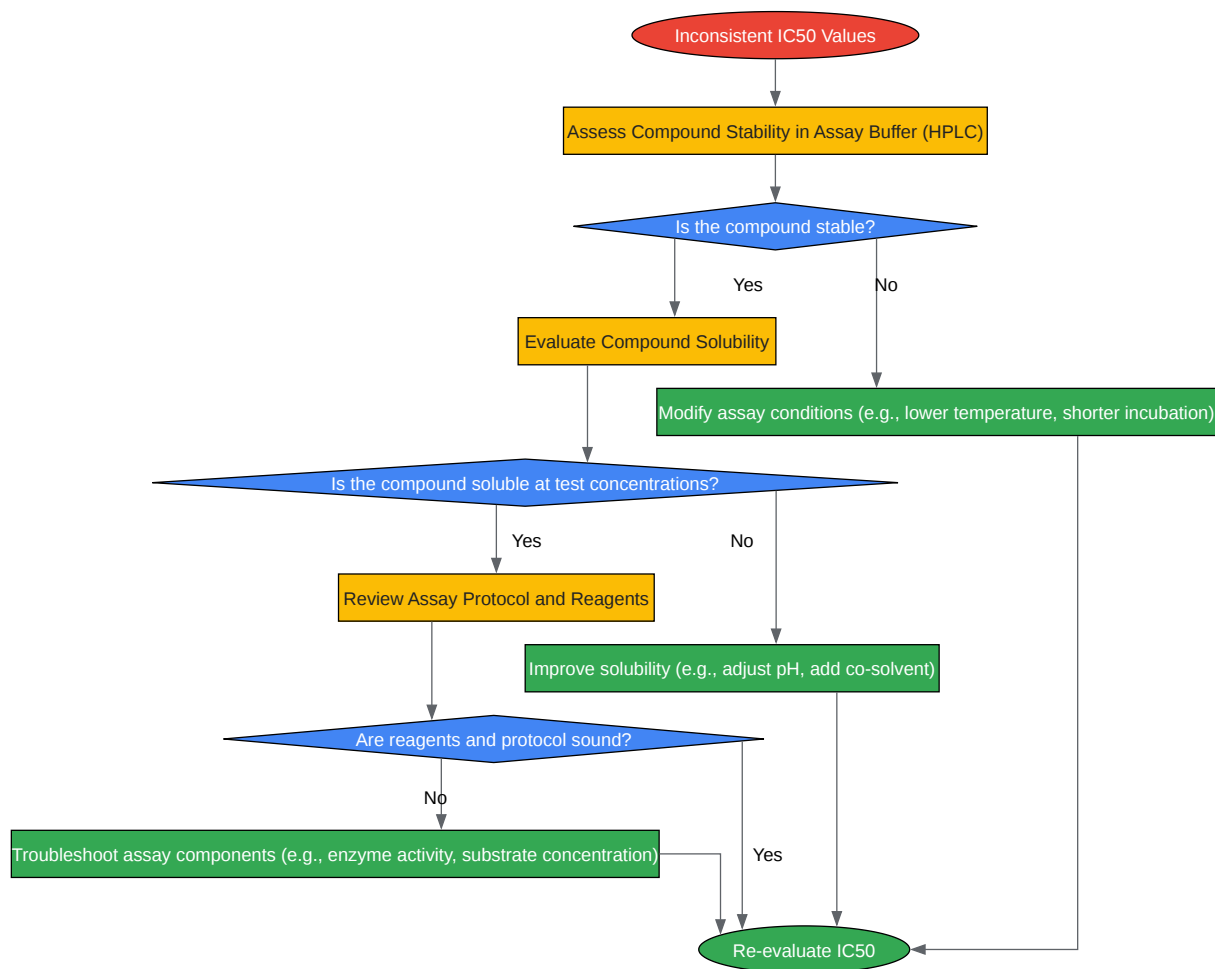 Inconsistent IC50 Values
Assess Compound Stability in Assay Buffer (HPLC)
Is the compound stable?
Yes
No
Evaluate Compound Solubility
Modify assay conditions (e.g., lower temperature, shorter incubation)
Is the compound soluble at test concentrations?
Yes
No
Review Assay Protocol and Reagents
Improve solubility (e.g., adjust pH, add co-solvent)
Are reagents and protocol sound?
No
Troubleshoot assay components (e.g., enzyme activity, substrate concentration)
Yes
Re-evaluate IC50